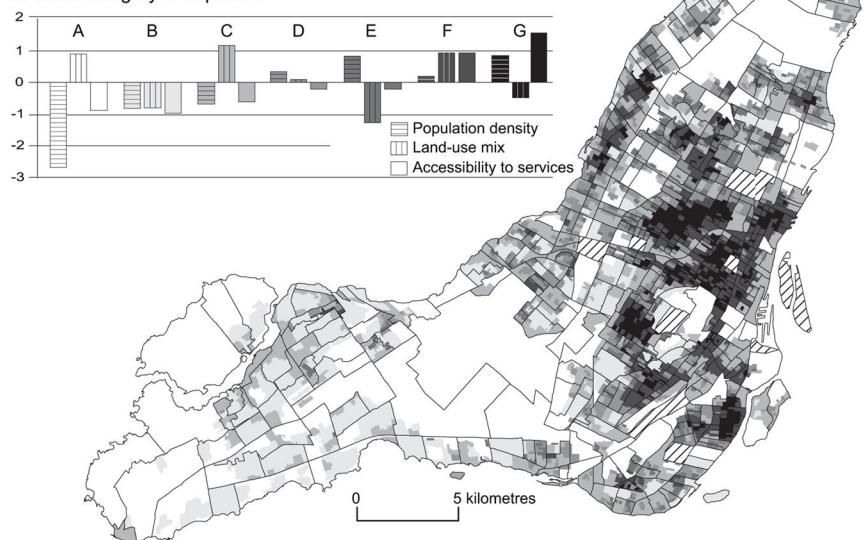 2
1
0
-1
-2
-3
A B C D E F G
Population density
Land-use mix
Accessibility to services
0 5 kilometres